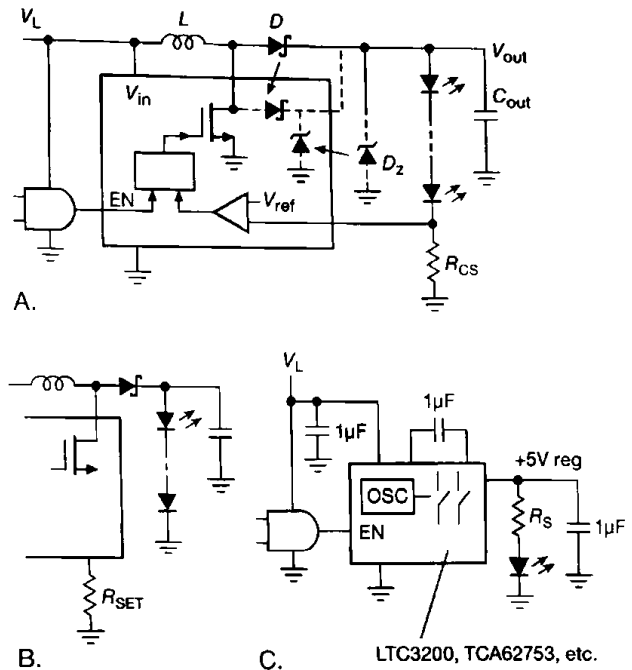 V_L
L
D
V_out
V_in
C_out
D_z
EN
V_ref
R_CS
A.
R_SET
B.
V_L
1µF
1µF
+5V reg
OSC
R_S
EN
1µF
LTC3200, TCA62753, etc.
C.